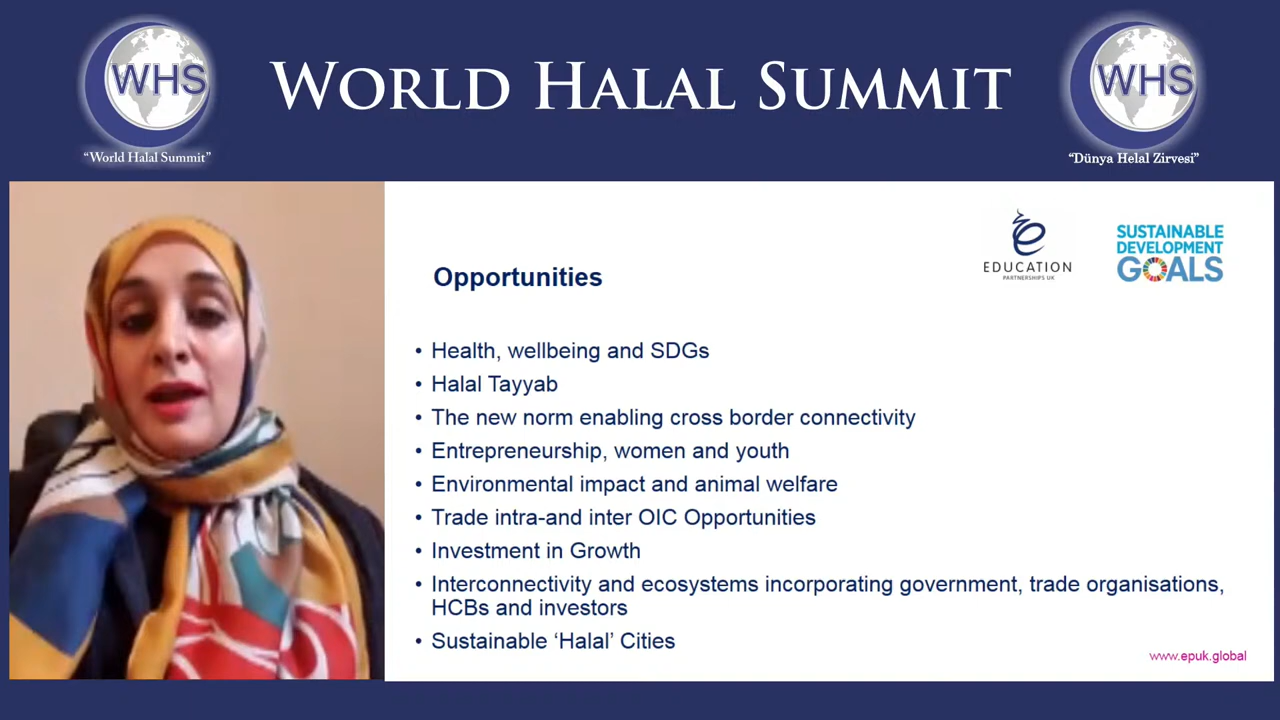 WHS
"World Halal Summit"
WORLD HALAL SUMMIT
WHS
"Dünya Helal Zirvesi"
EDUCATION
PARTNERSHIPS UK
SUSTAINABLE
DEVELOPMENT
GOALS
Opportunities
• Health, wellbeing and SDGs
• Halal Tayyab
• The new norm enabling cross border connectivity
• Entrepreneurship, women and youth
• Environmental impact and animal welfare
• Trade intra-and inter OIC Opportunities
• Investment in Growth
• Interconnectivity and ecosystems incorporating government, trade organisations,
HCBs and investors
• Sustainable ‘Halal’ Cities
www.epuk.global